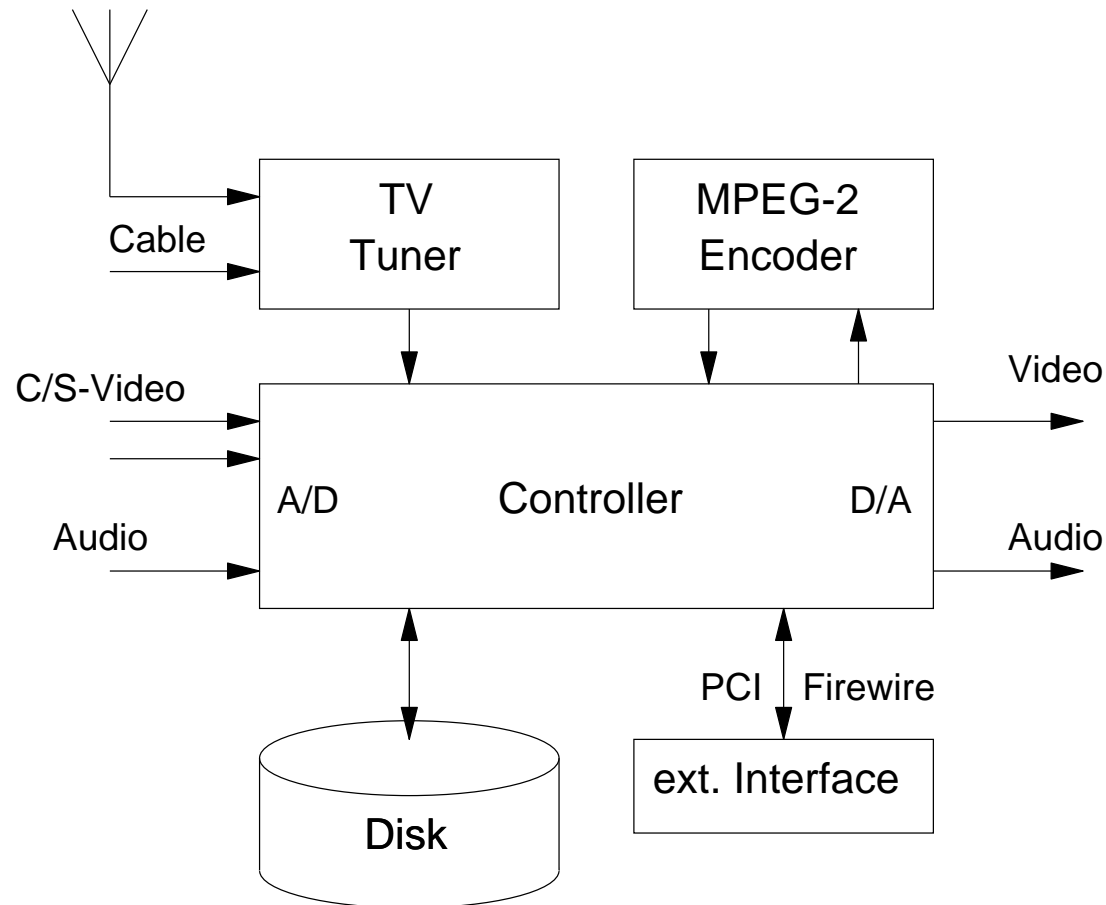 TV
Tuner
MPEG-2
Encoder
Cable
C/S-Video
Video
A/D
Controller
D/A
Audio
Audio
PCI
Firewire
ext. Interface
Disk